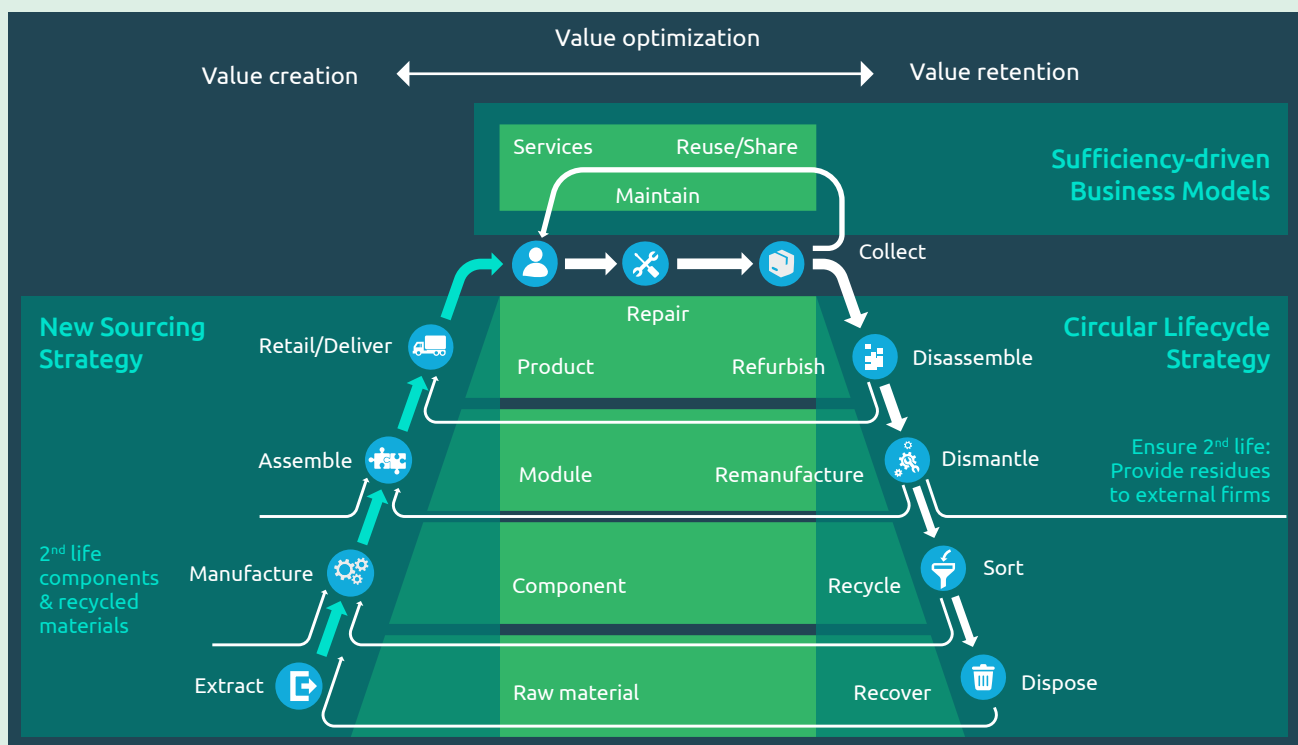 Value optimization
Value creation
Value retention
Services
Reuse/Share
Maintain
Sufficiency-driven
Business Models
Collect
New Sourcing
Strategy
Circular Lifecycle
Strategy
Repair
Retail/Deliver
Product
Refurbish
Disassemble
Assemble
Module
Remanufacture
Dismantle
Ensure 2nd life:
Provide residues
to external firms
2nd life
components
& recycled
materials
Manufacture
Component
Recycle
Sort
Extract
Raw material
Recover
Dispose